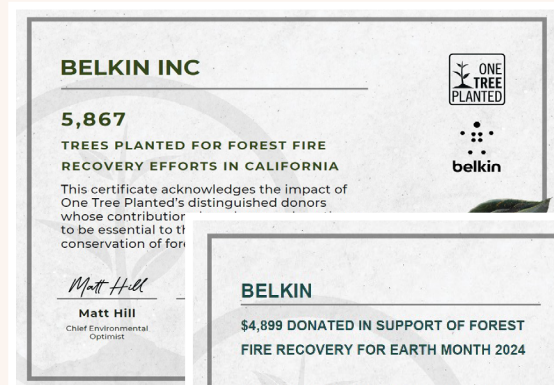 BELKIN INC
5,867
TREES PLANTED FOR FOREST FIRE
RECOVERY EFFORTS IN CALIFORNIA
This certificate acknowledges the impact of
One Tree Planted's distinguished donors
whose contribution
to be essential to th
conservation of for
Matt Hill
Matt Hill
Chief Environmental
Optimist
ONE
TREE
PLANTED
belkin
BELKIN
$4,899 DONATED IN SUPPORT OF FOREST
FIRE RECOVERY FOR EARTH MONTH 2024